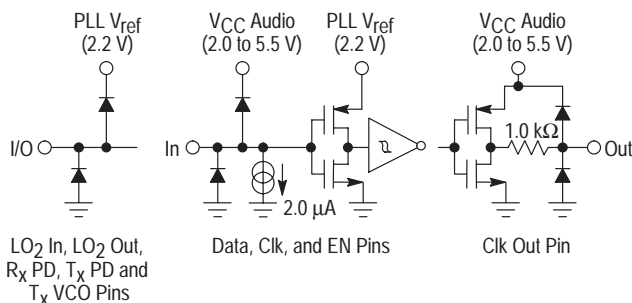 PLL Vref
(2.2 V)
VCC Audio
(2.0 to 5.5 V)
PLL Vref
(2.2 V)
VCC Audio
(2.0 to 5.5 V)
I/O
In
2.0 µA
1.0 kΩ
Out
LO2 In, LO2 Out,
RX PD, TX PD and
TX VCO Pins
Data, Clk, and EN Pins
Clk Out Pin